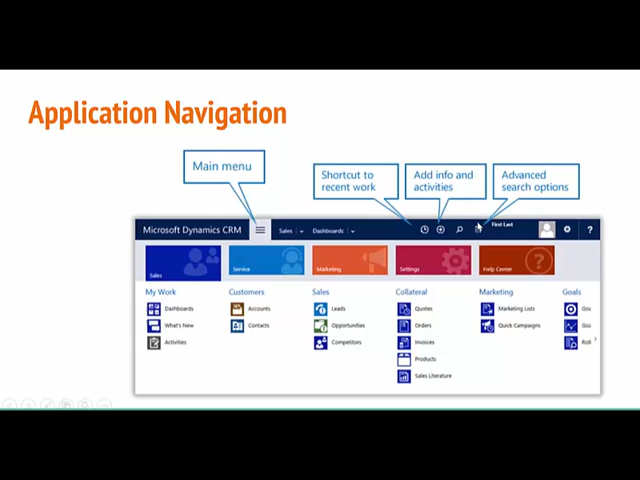 Application Navigation
Main menu
Shortcut to
recent work
Add info and
activities
Advanced
search options
Microsoft Dynamics CRM
Sales
Dashboards
First Last
?
Sales
Service
Marketing
Settings
Help Center
My Work
Customers
Sales
Collateral
Marketing
Goals
Dashboards
Accounts
Leads
Quotes
Marketing Lists
Goa
What's New
Contacts
Opportunities
Orders
Quick Campaigns
Goa
Activities
Competitors
Invoices
Products
Sales Literature